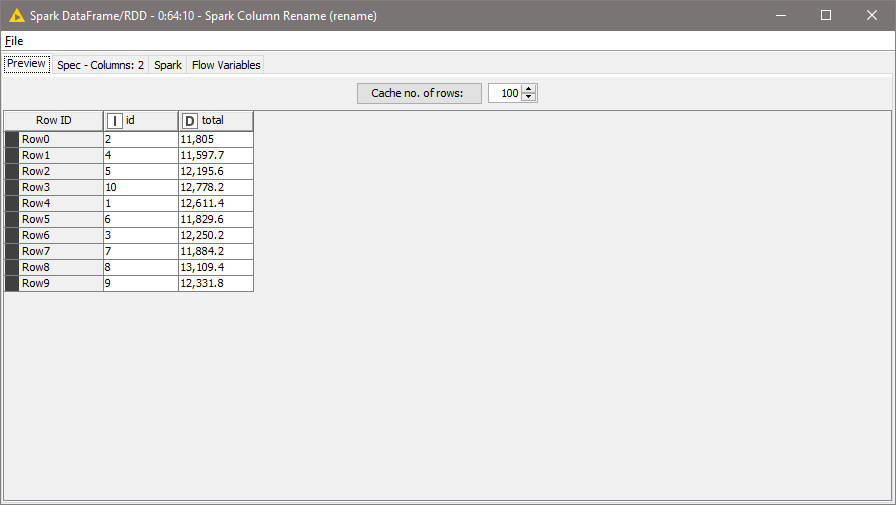 Spark DataFrame/RDD - 0:64:10 - Spark Column Rename (rename)
File
Preview Spec - Columns: 2 Spark Flow Variables
Cache no. of rows: 100
Row ID I id D total
Row0 2 11,805
Row1 4 11,597.7
Row2 5 12,195.6
Row3 10 12,778.2
Row4 1 12,611.4
Row5 6 11,829.6
Row6 3 12,250.2
Row7 7 11,884.2
Row8 8 13,109.4
Row9 9 12,331.8